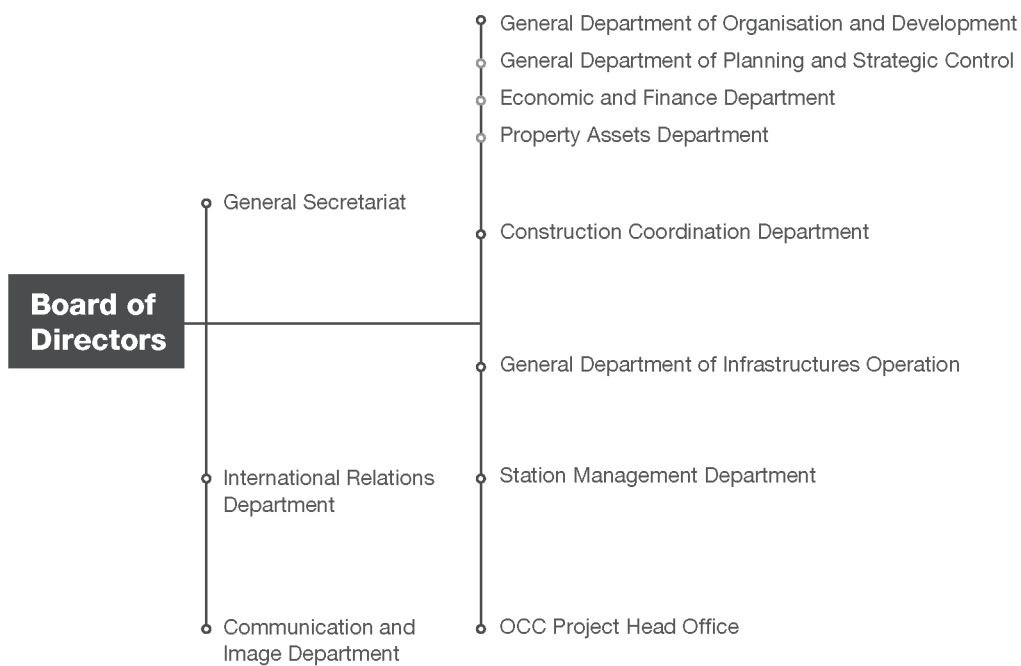 General Department of Organisation and Development
General Department of Planning and Strategic Control
Economic and Finance Department
Property Assets Department
General Secretariat
Construction Coordination Department
Board of
Directors
General Department of Infrastructures Operation
International Relations
Department
Station Management Department
Communication and
Image Department
OCC Project Head Office